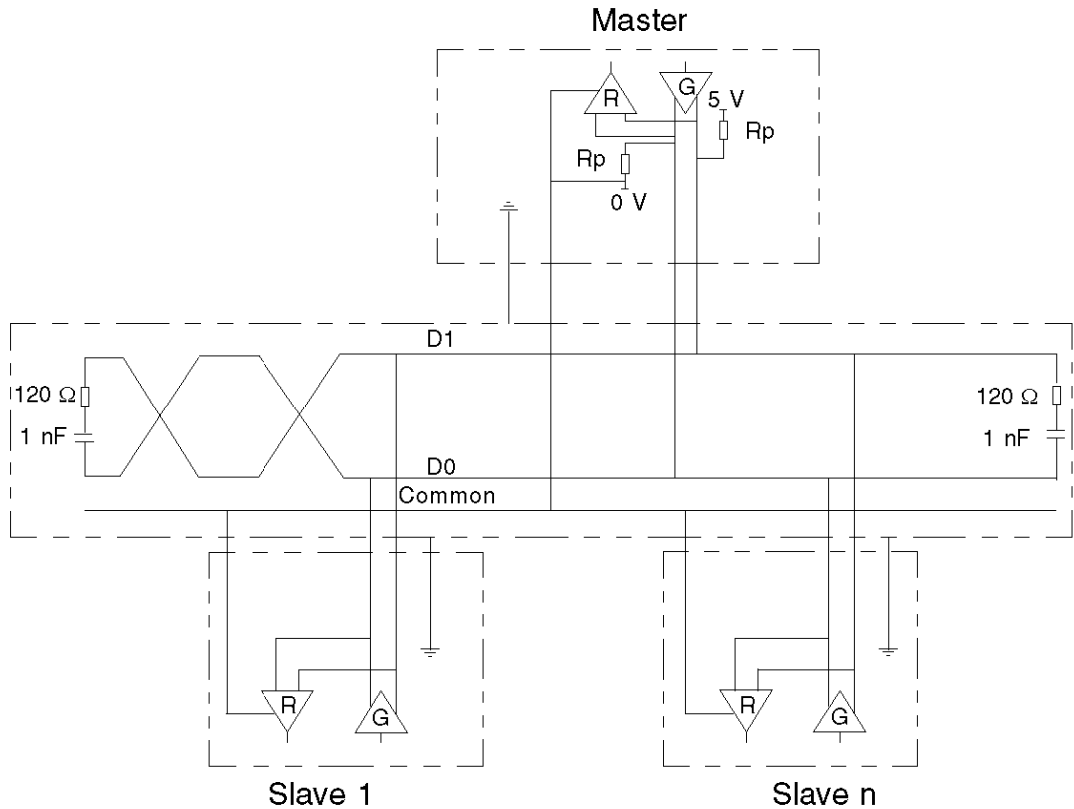 Master
R
G
5 V
Rp
Rp
0 V
D1
120 Ω
1 nF
120 Ω
1 nF
D0
Common
R
G
R
G
Slave 1
Slave n